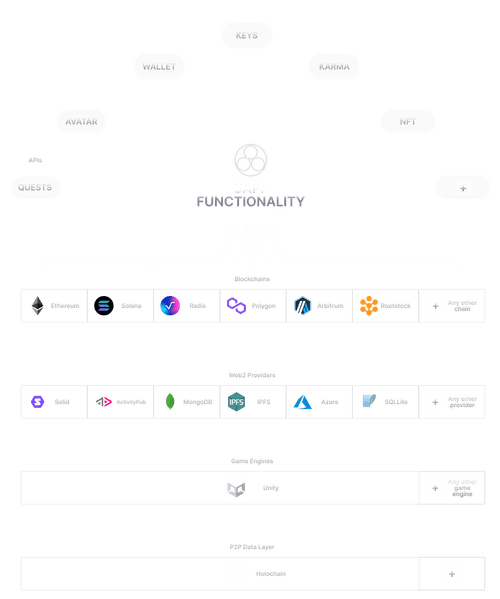 KEYS
WALLET
KARMA
AVATAR
NFT
APIs
QUESTS
+
FUNCTIONALITY
Blockchains
Ethereum
Solana
Radix
Polygon
Arbitrum
Rootstock
+
Any other
chain
Web2 Providers
Solid
ActivityPub
MongoDB
IPFS
IPFS
Azure
SQLLite
+
Any other
provider
Game Engines
Unity
+
Any other
game
engine
P2P Data Layer
Holochain
+